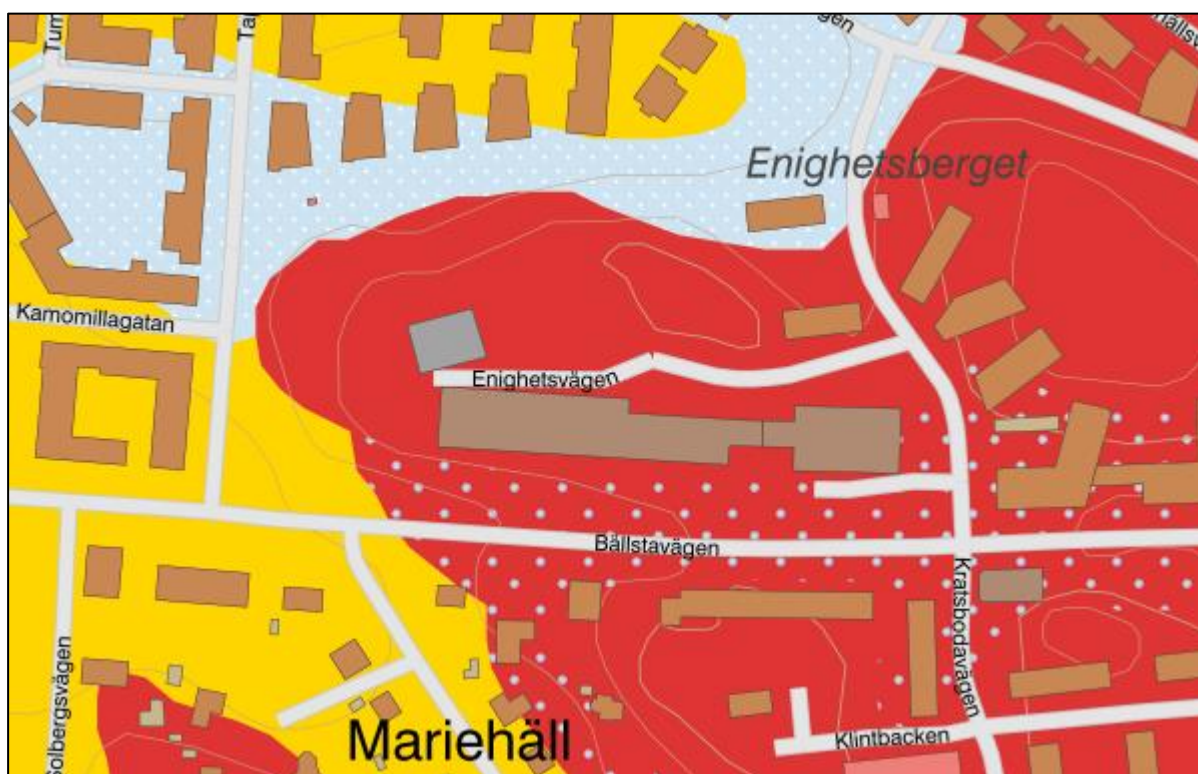 Enighetsberget
Kamomillagatan
Enighetsvägen
Bällstavägen
Kratsbodavägen
Solbergsvägen
Mariehäll
Klintbacken